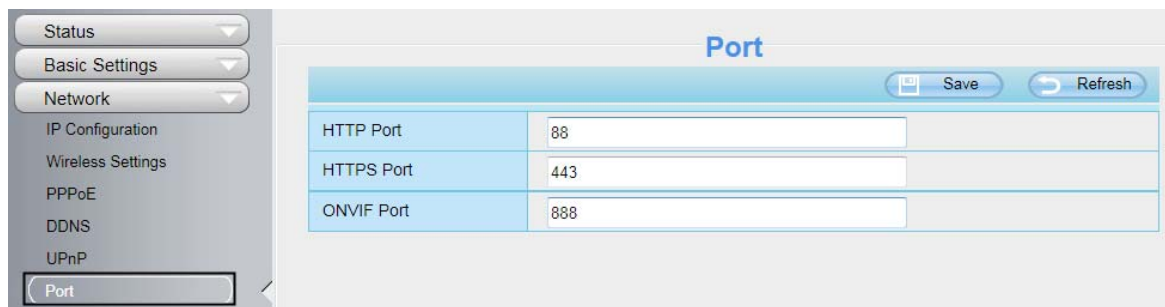 Status
Basic Settings
Network
IP Configuration
Wireless Settings
PPPoE
DDNS
UPnP
Port
Port
Save Refresh
HTTP Port 88
HTTPS Port 443
ONVIF Port 888